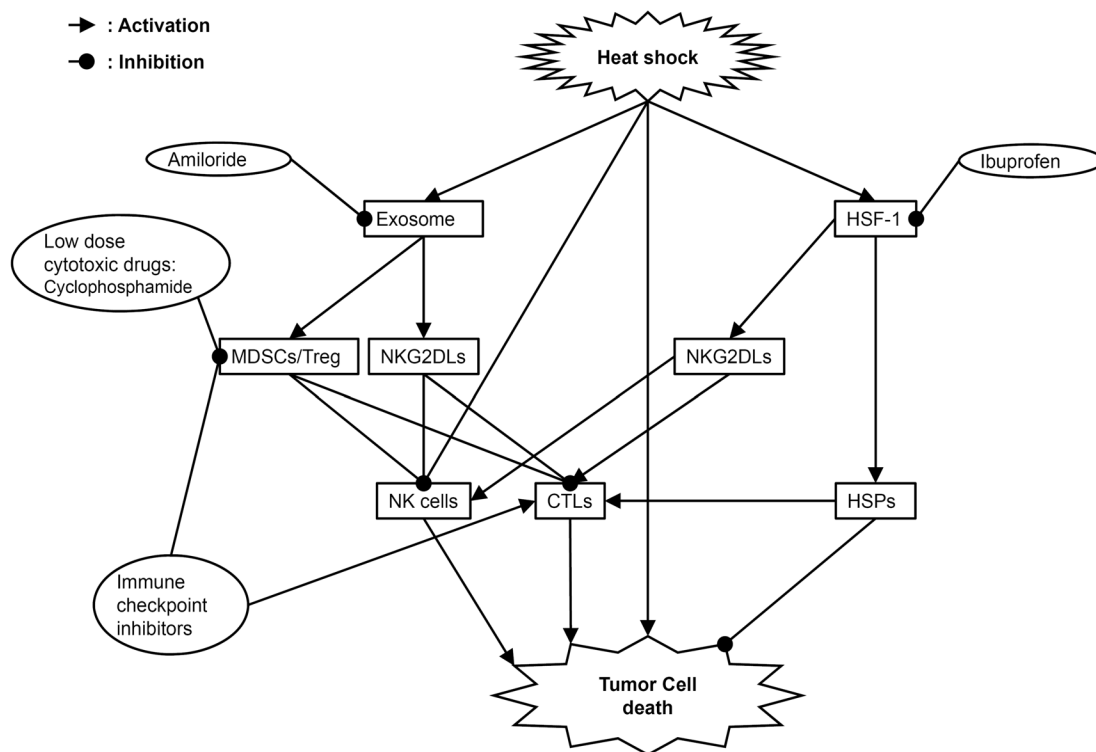 : Activation
: Inhibition
Heat shock
Amiloride
Ibuprofen
Exosome
HSF-1
Low dose
cytotoxic drugs:
Cyclophosphamide
MDSCs/Treg
NKG2DLs
NKG2DLs
NK cells
CTLs
HSPs
Immune
checkpoint
inhibitors
Tumor Cell
death